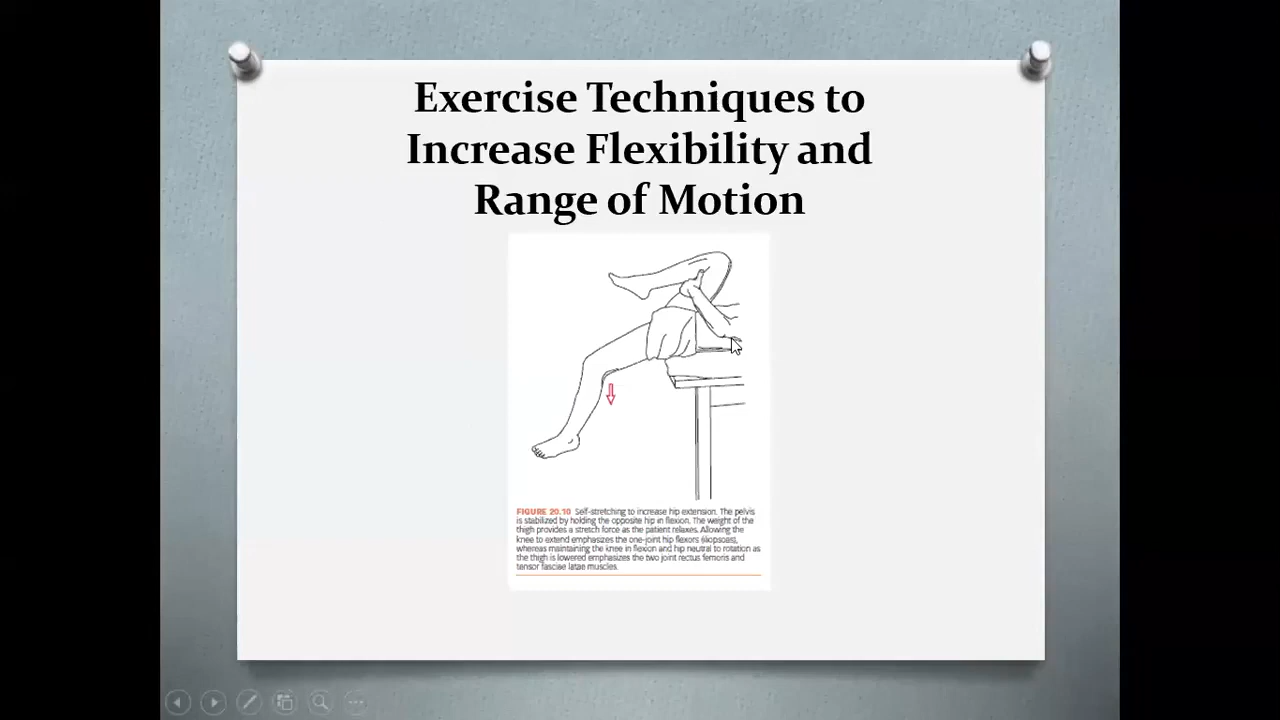 Exercise Techniques to
Increase Flexibility and
Range of Motion
FIGURE 20.10 Self-stretching to increase hip extension. The pelvis
is stabilized by holding the opposite hip in flexion. The weight of the
thigh provides a stretch force as the patient relaxes. Allowing the
knee to extend emphasizes the one-joint hip flexors (iliopsoas),
whereas maintaining the knee in flexion and hip neutral to rotation as
the thigh is lowered emphasizes the two joint rectus femoris and
tensor fasciae latae muscles.